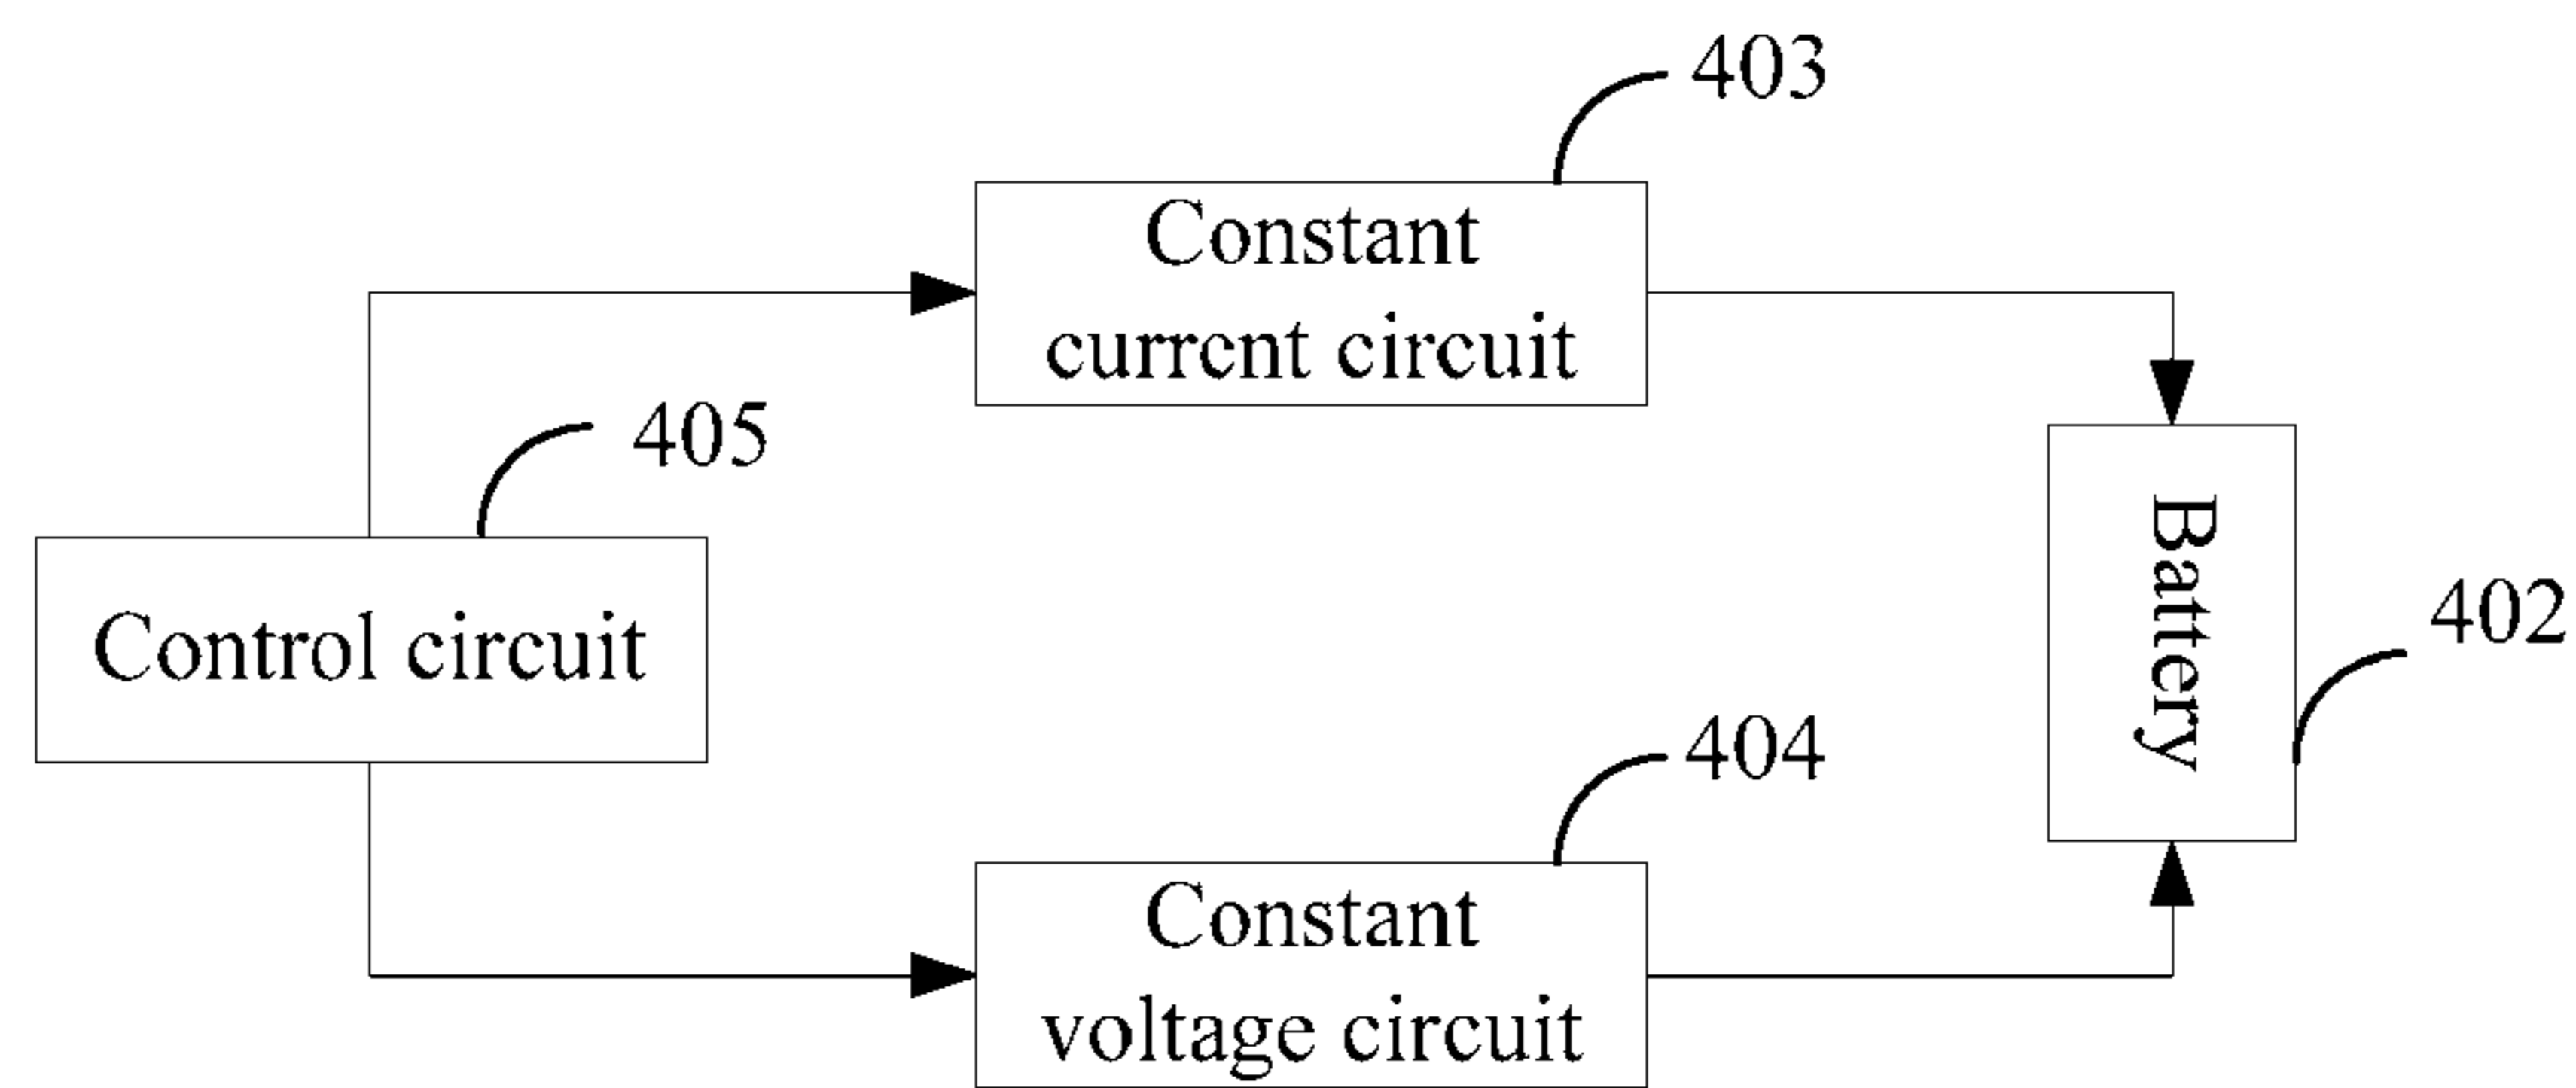 403
Constant
current circuit
405
Control circuit
Battery
402
404
Constant
voltage circuit